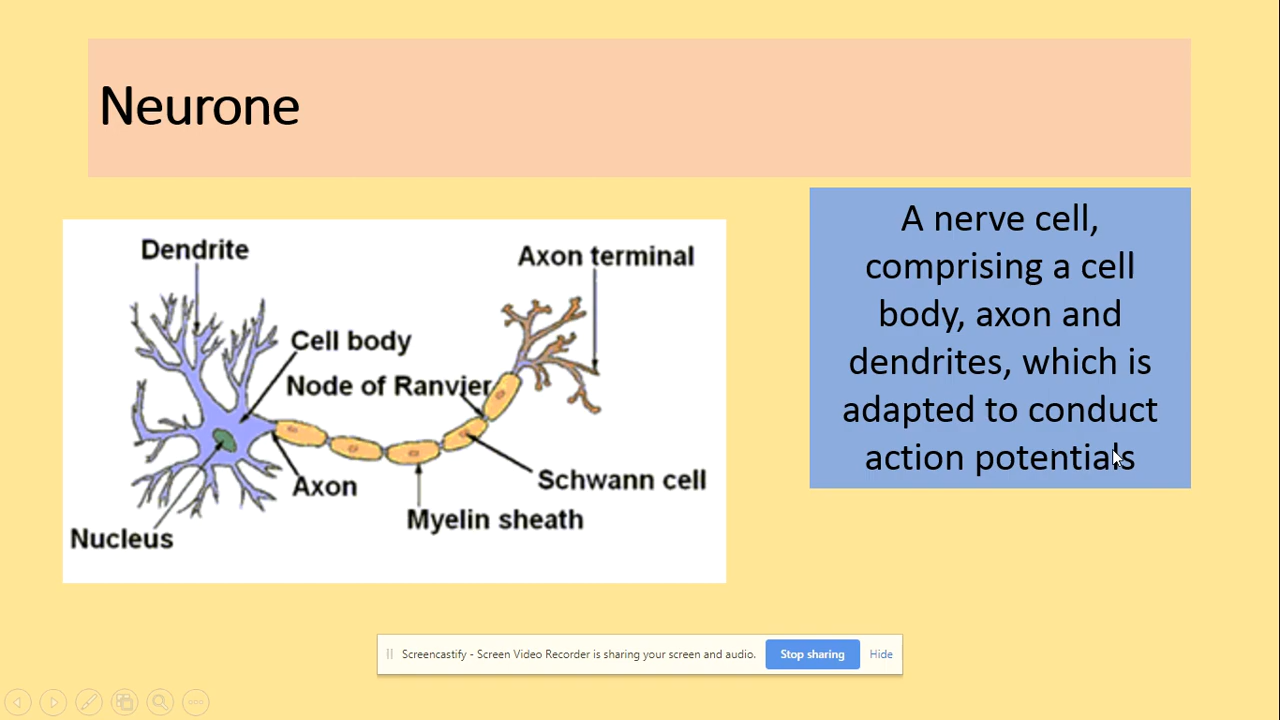 Neurone
Dendrite
Axon terminal
Cell body
Node of Ranvier
Axon
Schwann cell
Myelin sheath
Nucleus
A nerve cell,
comprising a cell
body, axon and
dendrites, which is
adapted to conduct
action potentials
Screencastify - Screen Video Recorder is sharing your screen and audio.
Stop sharing
Hide